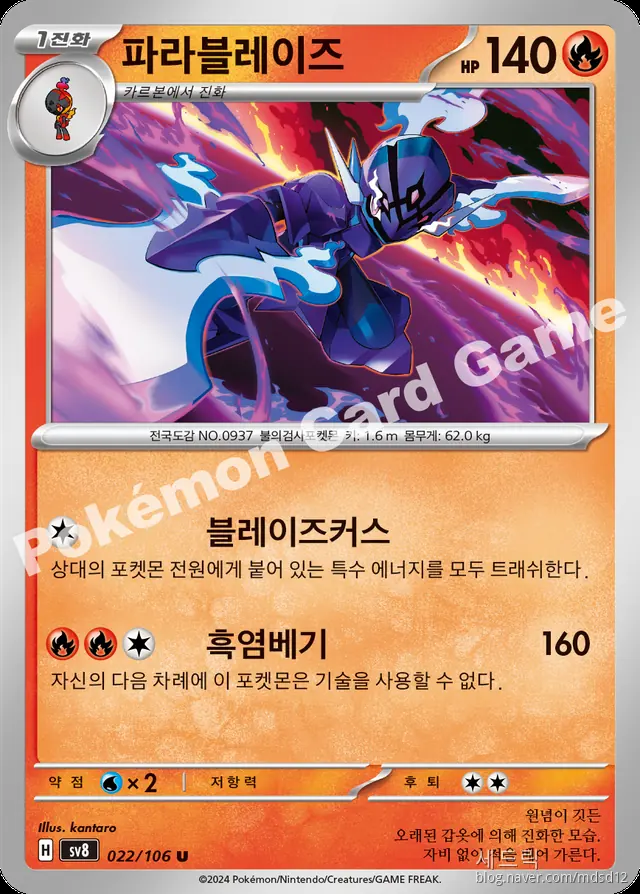 1진화 파라블레이즈 HP 140
카르본에서 진화
전국도감 NO.0937 불의검사포켓몬 키: 1.6 m 몸무게: 62.0 kg
Pokémon Card Game
블레이즈커스
상대의 포켓몬 전원에게 붙어 있는 특수 에너지를 모두 트래쉬한다.
흑염베기 160
자신의 다음 차례에 이 포켓몬은 기술을 사용할 수 없다.
약점 ×2 저항력 후퇴
Illus. kantaro
H sv8 022/106 U
원념이 깃든
오래된 갑옷에 의해 진화한 모습.
자비 없이 적을 베어 가른다.
세드릭
blog.naver.com/mdsd12
©2024 Pokémon/Nintendo/Creatures/GAME FREAK.